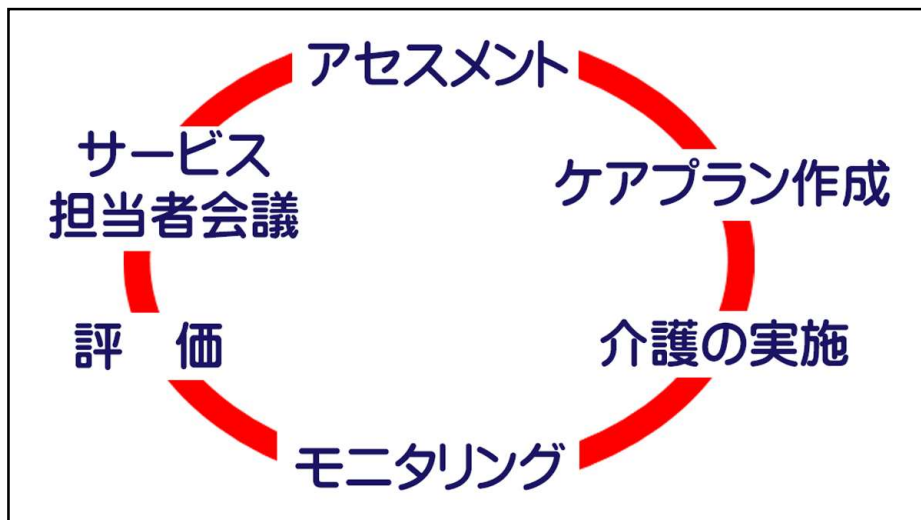 アセスメント
サービス
担当者会議
ケアプラン作成
評　価
介護の実施
モニタリング